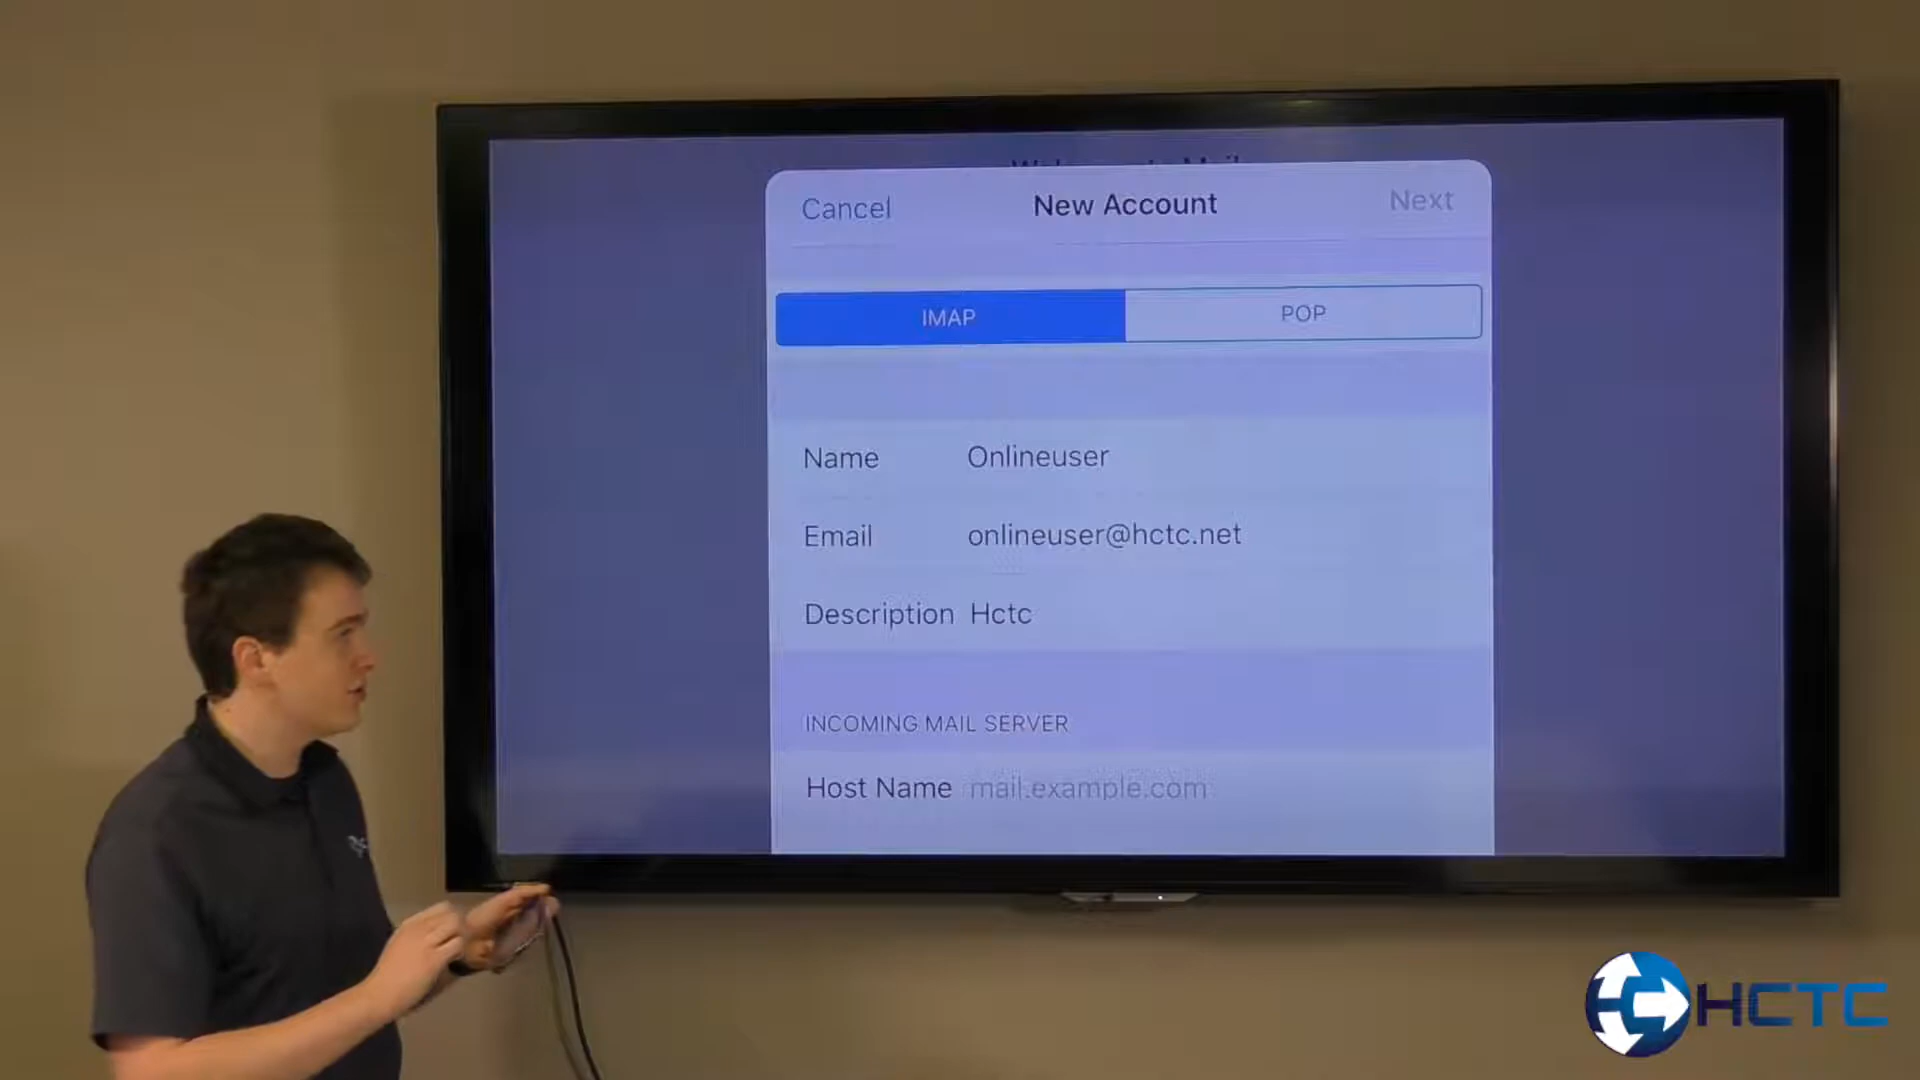 Cancel New Account Next
IMAP POP
Name Onlineuser
Email onlineuser@hctc.net
Description Hctc
INCOMING MAIL SERVER
Host Name mail.example.com
HCTC